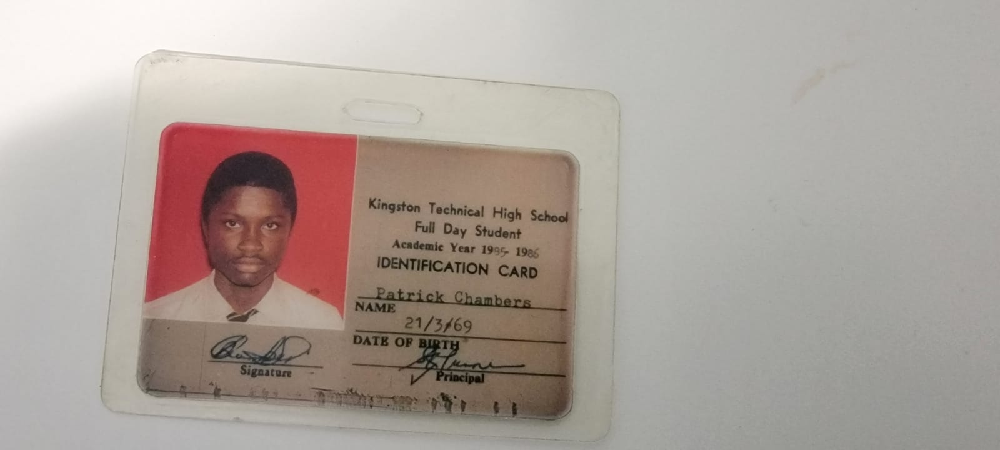 Kingston Technical High School
Full Day Student
Academic Year 1985-1986
IDENTIFICATION CARD
Patrick Chambers
NAME
21/3/69
DATE OF BIRTH
Signature
Principal